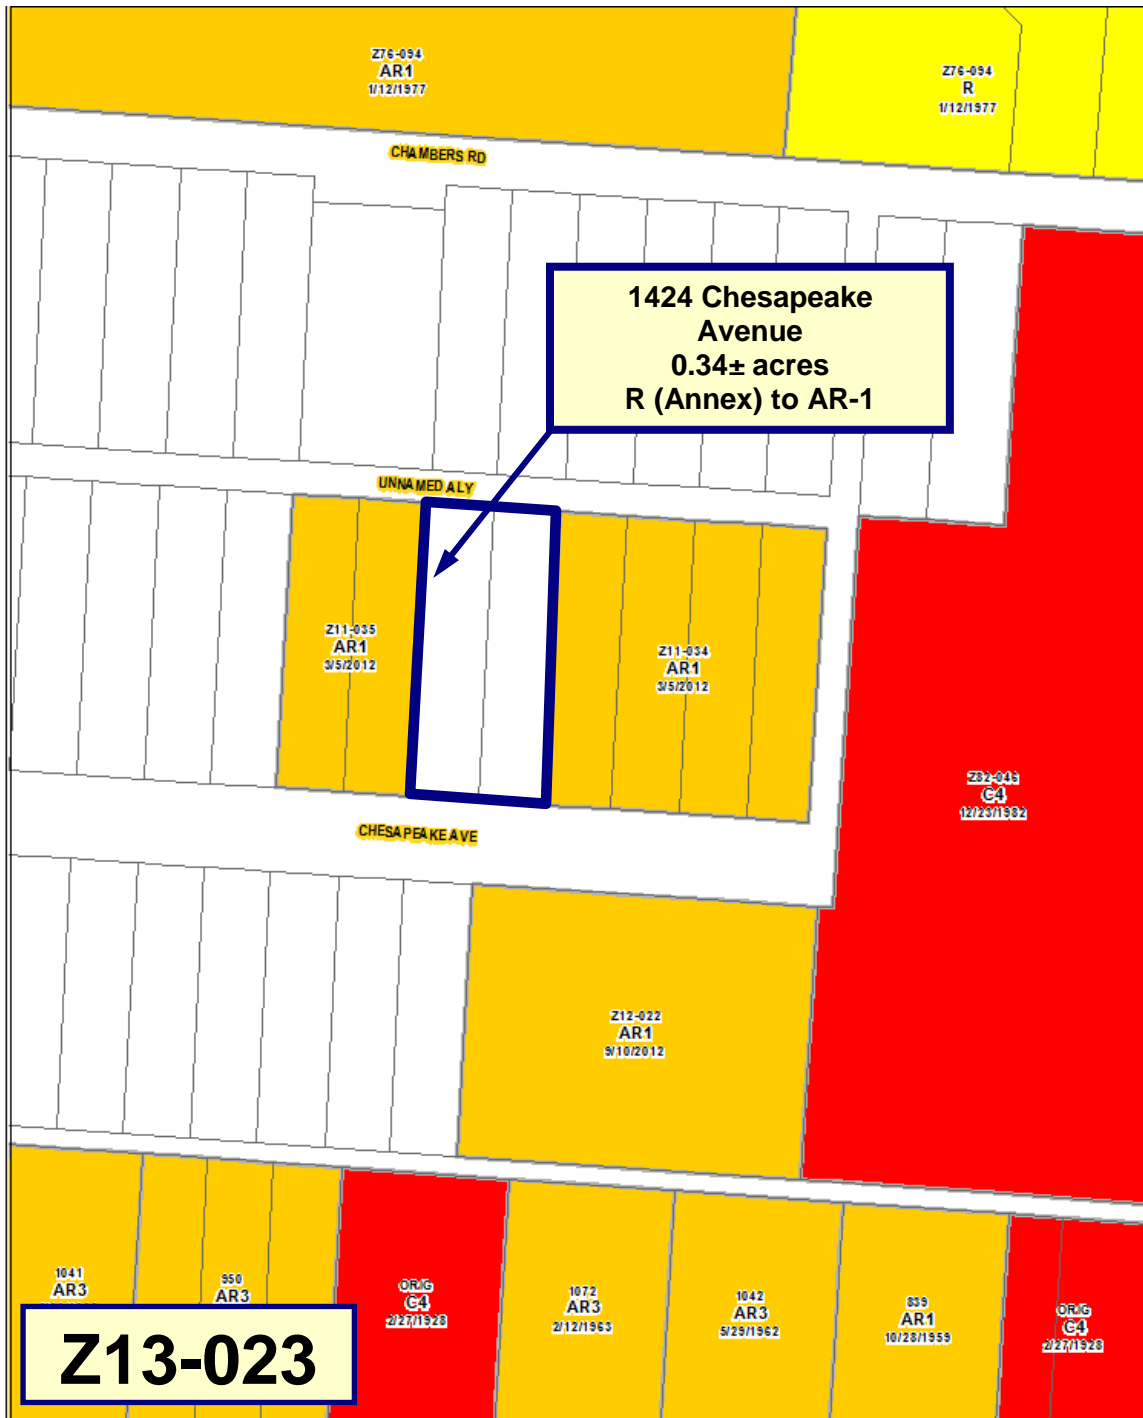 Z76-094
AR1
1/12/1977
Z76-094
R
1/12/1977
CHAMBERS RD
1424 Chesapeake
Avenue
0.34± acres
R (Annex) to AR-1
UNNAMED ALY
Z11-035
AR1
3/5/2012
Z11-034
AR1
3/5/2012
Z82-046
C4
12/23/1982
CHESAPEAKE AVE
Z12-022
AR1
9/10/2012
1041
AR3
950
AR3
ORIG
C4
2/27/1928
1072
AR3
2/12/1963
1042
AR3
5/29/1962
839
AR1
10/28/1959
ORIG
C4
2/27/1928
Z13-023